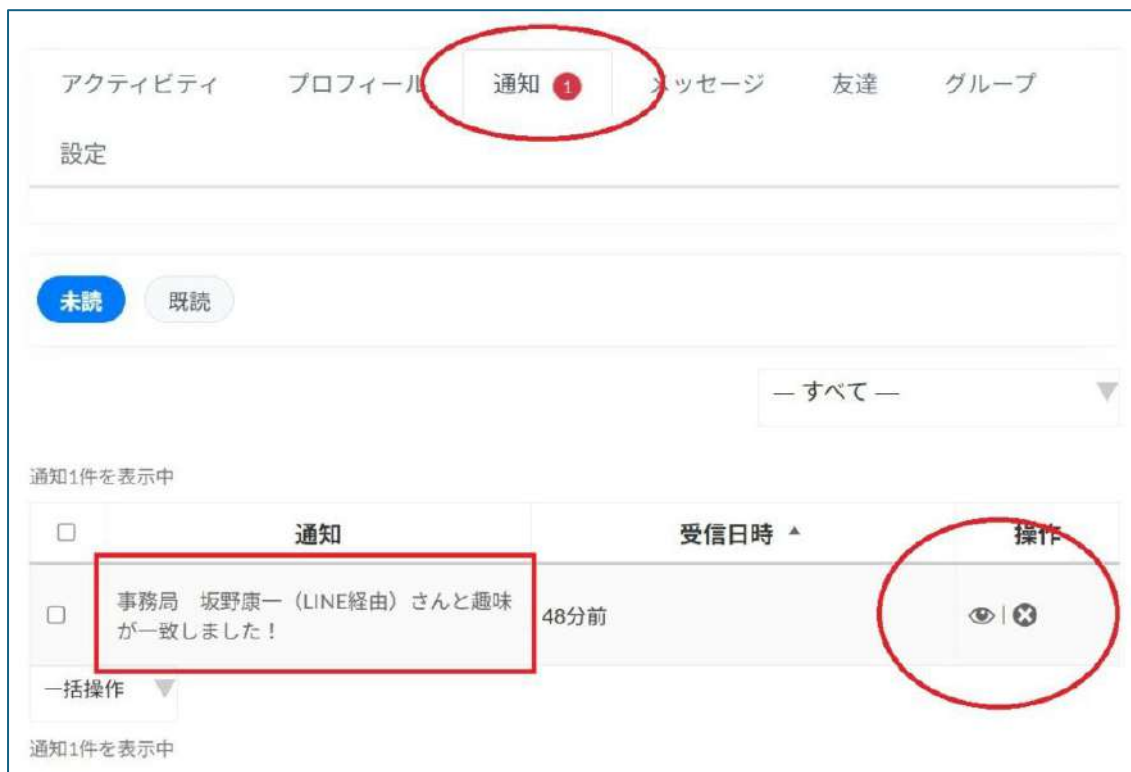 アクティビティ プロフィール 通知 1 メッセージ 友達 グループ
設定
未読 既読
― すべて ―
通知1件を表示中
通知 受信日時 操作
事務局　坂野康一（LINE経由）さんと趣味
が一致しました！
48分前
一括操作
通知1件を表示中